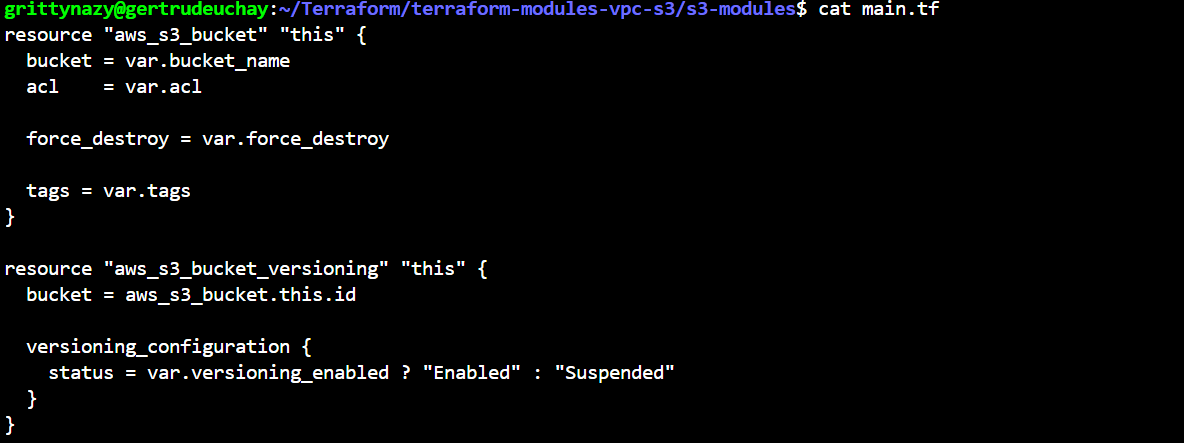 grittynazy@gertrudeuchay:~/Terraform/terraform-modules-vpc-s3/s3-modules$ cat main.tf
resource "aws_s3_bucket" "this" {
  bucket = var.bucket_name
  acl    = var.acl

  force_destroy = var.force_destroy

  tags = var.tags
}

resource "aws_s3_bucket_versioning" "this" {
  bucket = aws_s3_bucket.this.id

  versioning_configuration {
    status = var.versioning_enabled ? "Enabled" : "Suspended"
  }
}